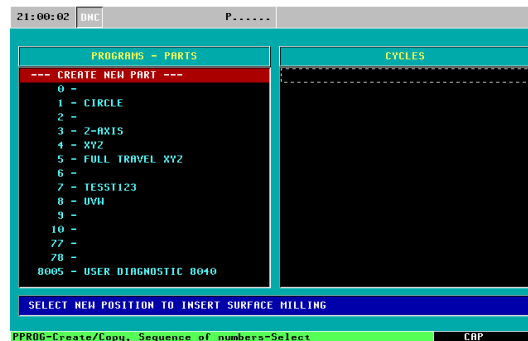 21:00:02 DNC P......
PROGRAMS - PARTS
CYCLES
--- CREATE NEW PART ---
0 -
1 - CIRCLE
2 -
3 - Z-AXIS
4 - XYZ
5 - FULL TRAVEL XYZ
6 -
7 - TESST123
8 - UVW
9 -
10 -
77 -
78 -
8005 - USER DIAGNOSTIC 8040
SELECT NEW POSITION TO INSERT SURFACE MILLING
PPROG-Create/Copy, Sequence of numbers-Select CAP